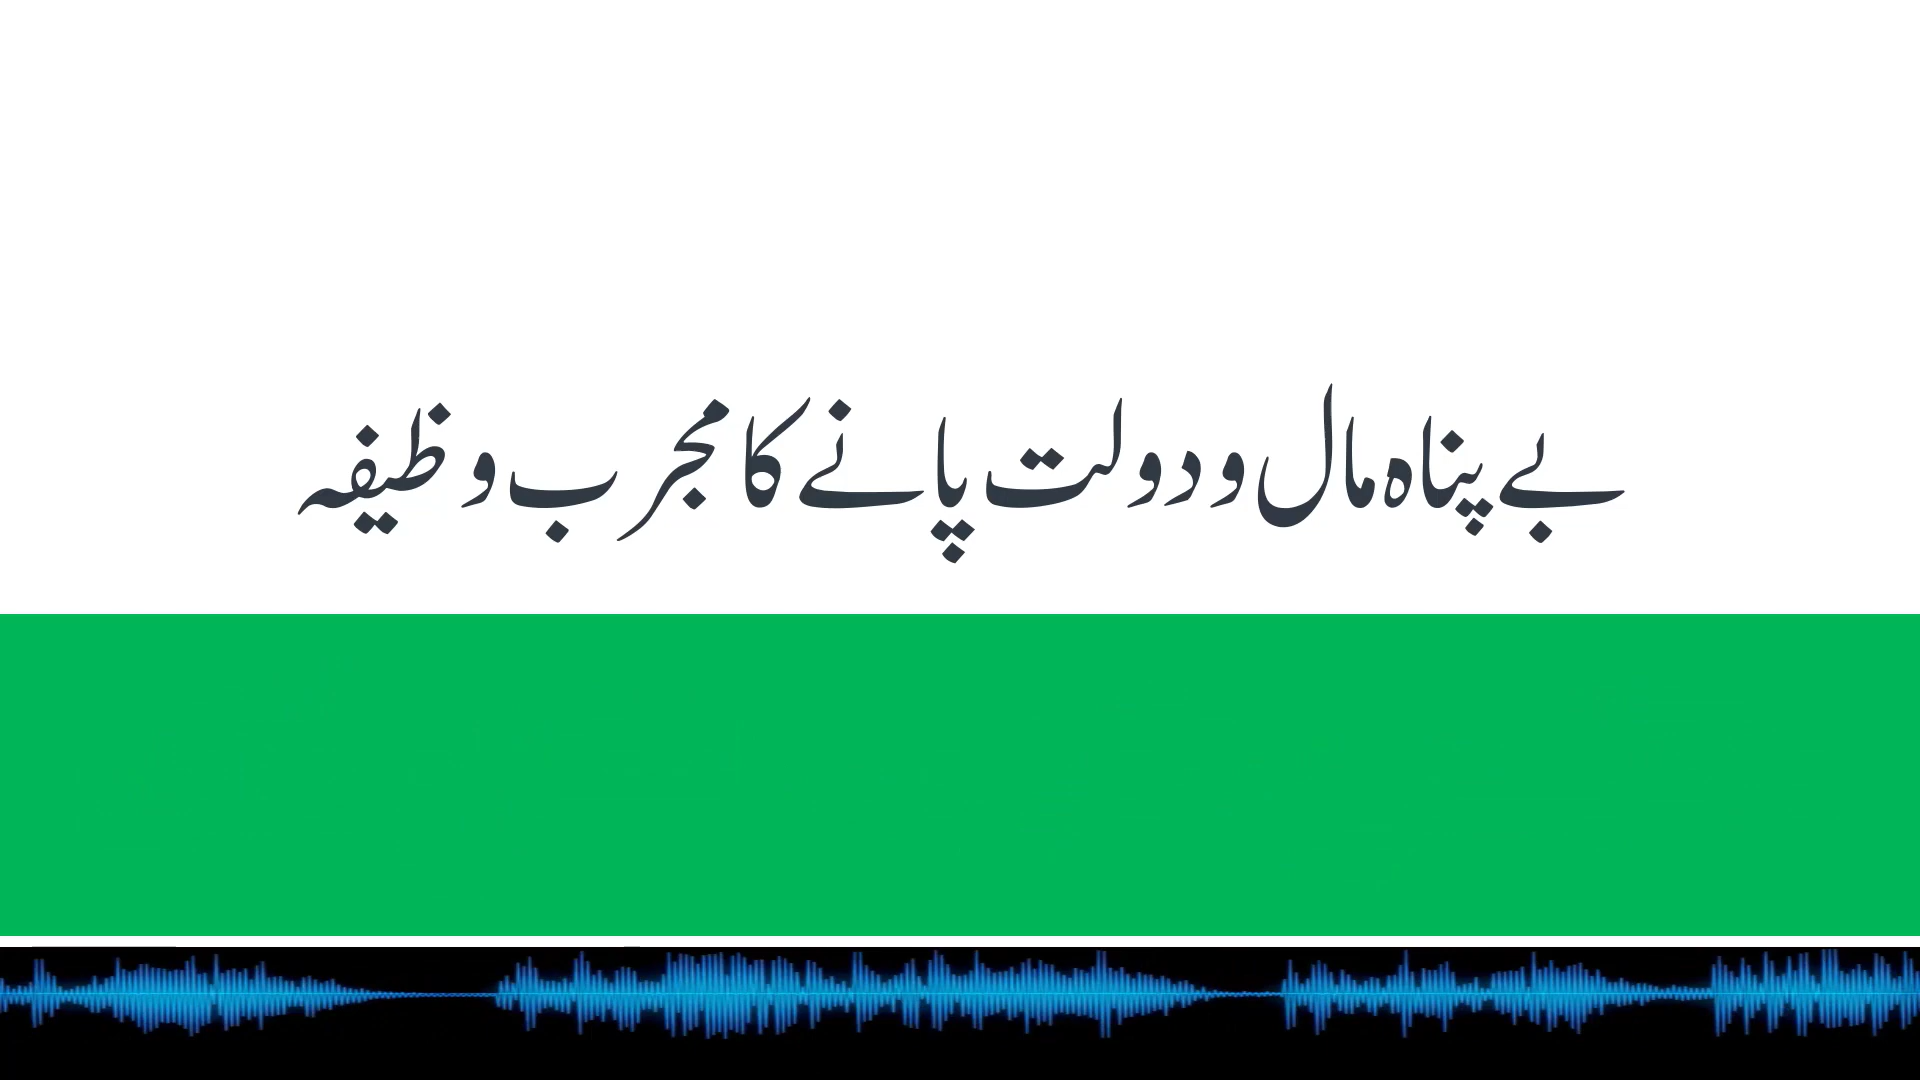 بے پناہ مال و دولت پانے کا مجرب وظیفہ